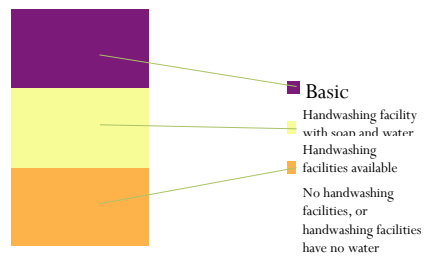 Basic
Handwashing facility
with soap and water
Handwashing
facilities available
No handwashing
facilities, or
handwashing facilities
have no water